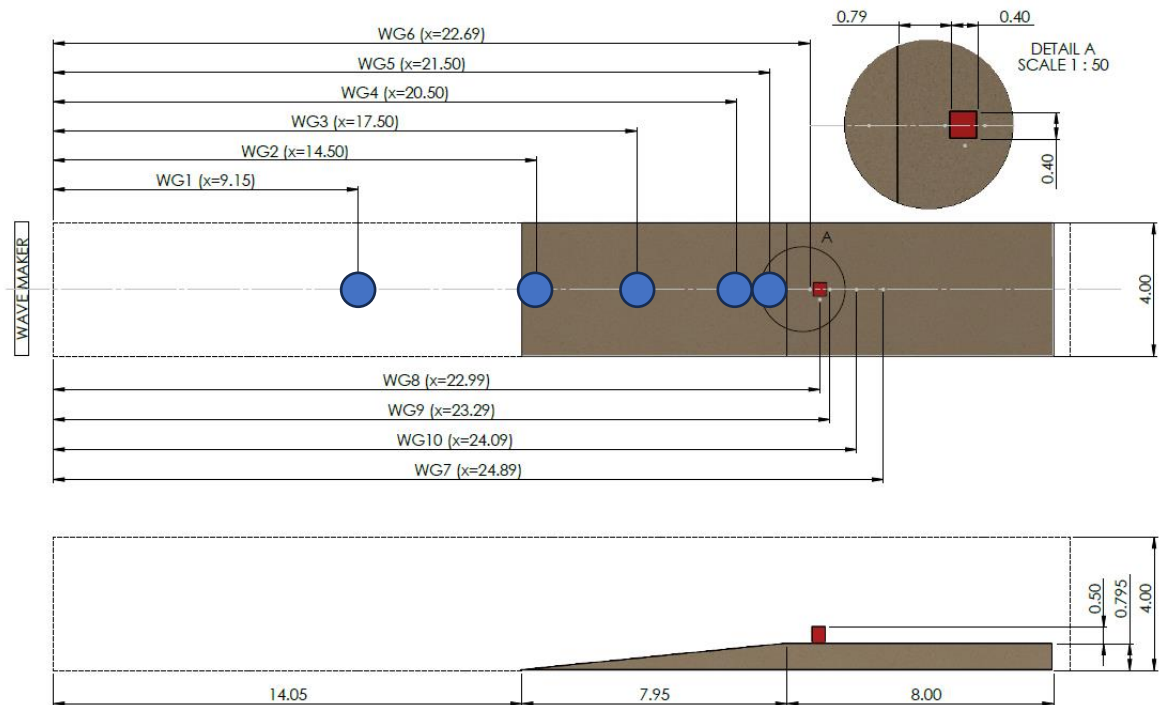 0.79
0.40
WG6 (x=22.69)
DETAIL A
SCALE 1 : 50
WG5 (x=21.50)
WG4 (x=20.50)
WG3 (x=17.50)
WG2 (x=14.50)
WG1 (x=9.15)
0.40
WAVE MAKER
A
4.00
WG8 (x=22.99)
WG9 (x=23.29)
WG10 (x=24.09)
WG7 (x=24.89)
0.50
0.795
4.00
14.05
7.95
8.00